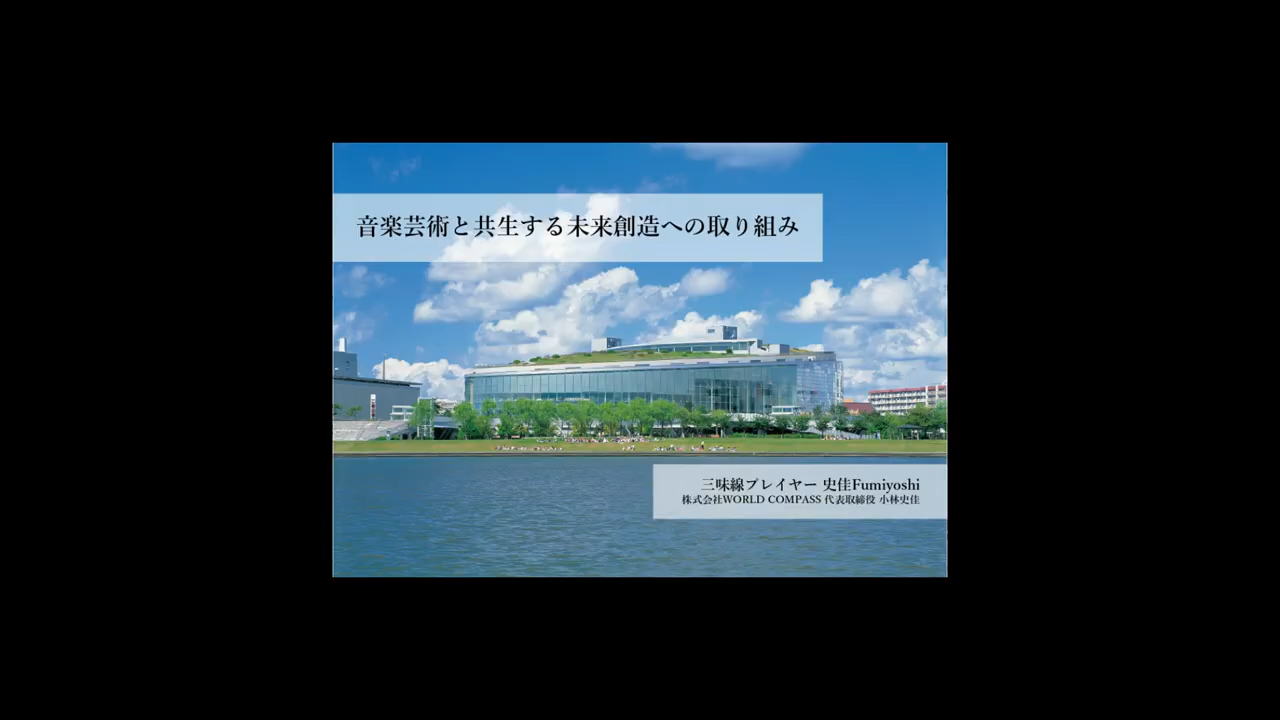 音楽芸術と共生する未来創造への取り組み
三味線プレイヤー 史佳Fumiyoshi
株式会社WORLD COMPASS 代表取締役 小林史佳